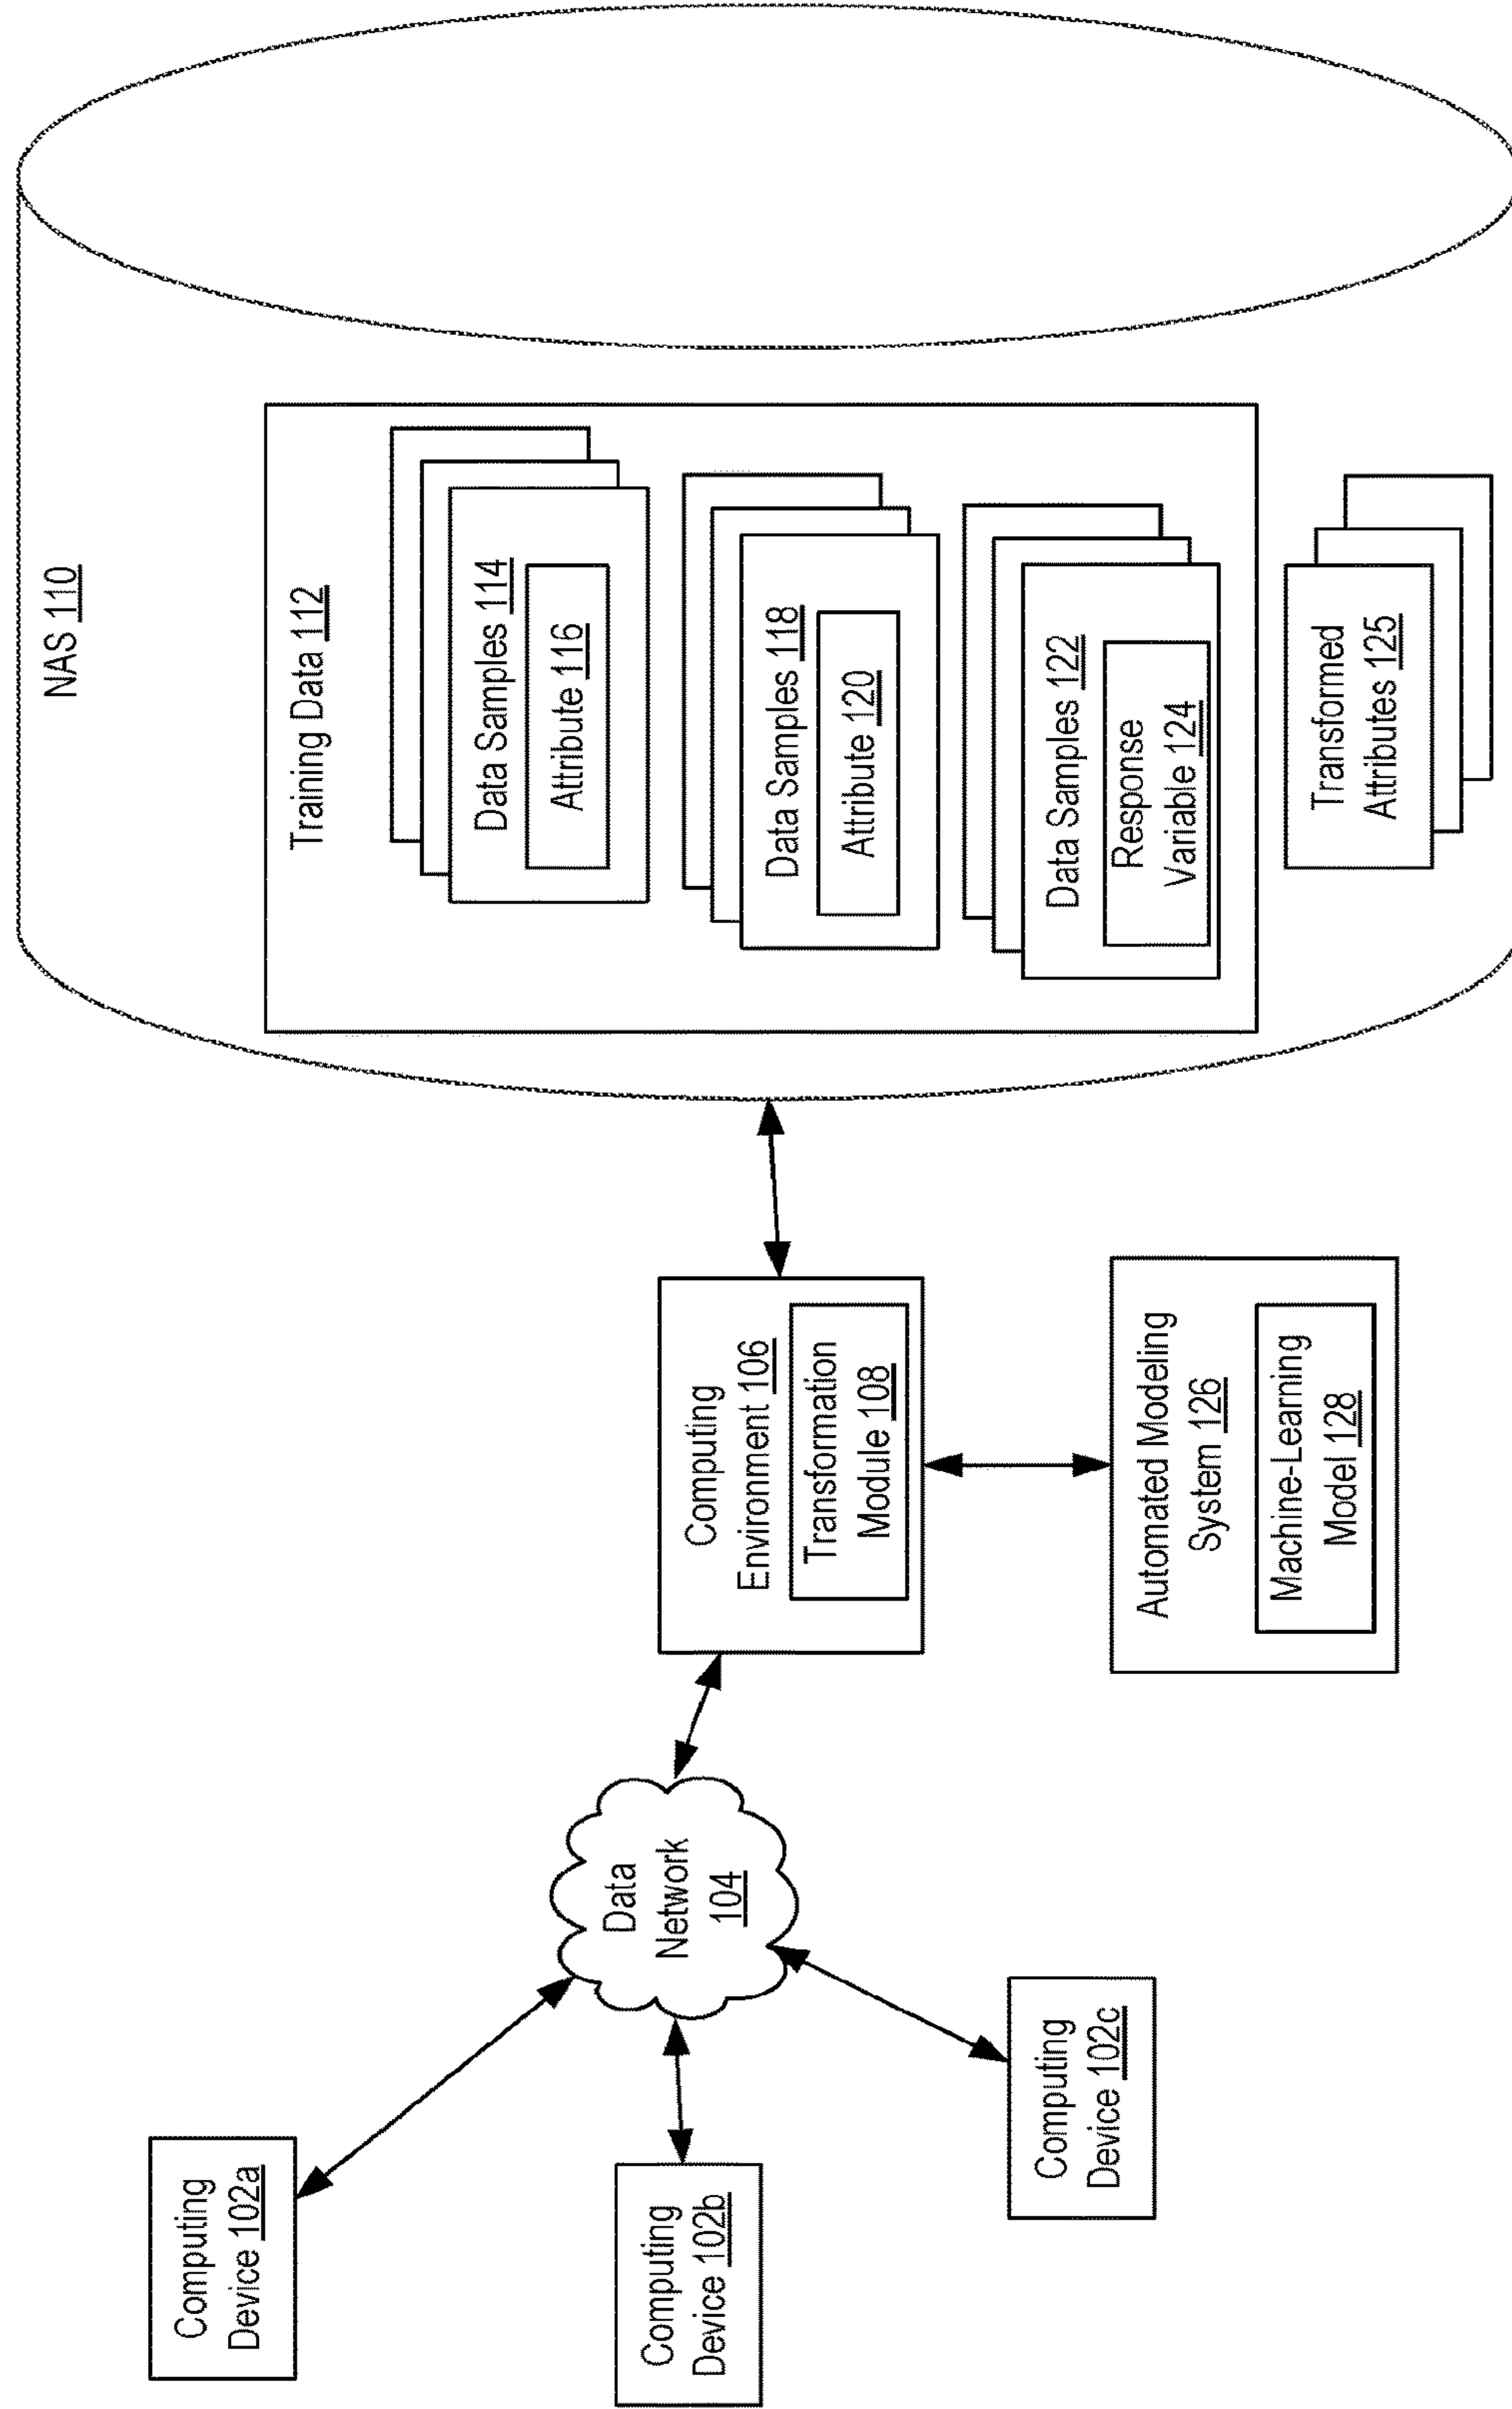 Computing
Device 102a
Computing
Device 102b
Computing
Device 102c
Data
Network
104
Computing
Environment 106
Transformation
Module 108
Automated Modeling
System 126
Machine-Learning
Model 128
NAS 110
Training Data 112
Data Samples 114
Attribute 116
Data Samples 118
Attribute 120
Data Samples 122
Response
Variable 124
Transformed
Attributes 125